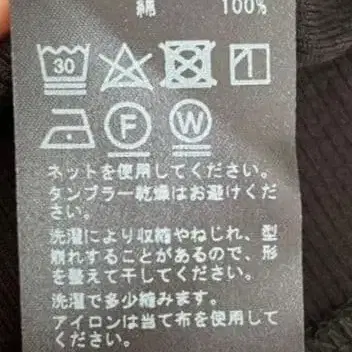 綿 100%
30
F W
ネットを使用してください。
タンブラー乾燥はお避けくだ
さい。
洗濯により収縮やねじれ、型
崩れすることがあるので、形
を整えて干してください。
洗濯で多少縮みます。
アイロンは当て布を使用して
ください。